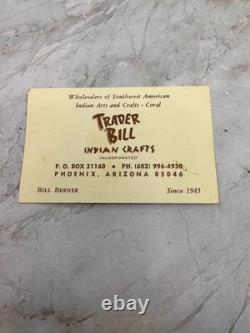 Wholesalers of Southwest American
Indian Arts and Crafts - Coral
TRADER
BILL
INDIAN CRAFTS
INCORPORATED
P. O. BOX 31160 • PH. (602) 996-4930
PHOENIX, ARIZONA 85046
BILL BERNER Since 1945
ebay